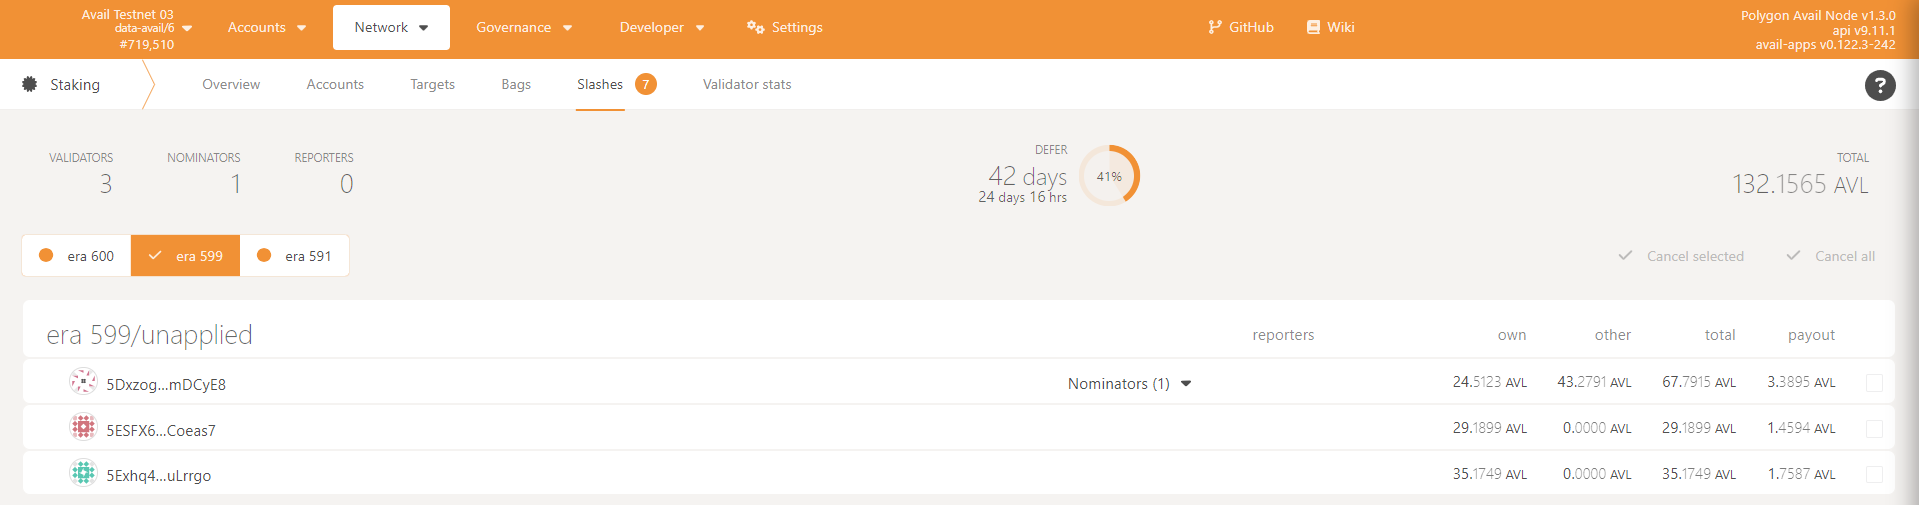 Avail Testnet 03
data-avail/6
#719,510
Accounts
Network
Governance
Developer
Settings
GitHub
Wiki
Polygon Avail Node v1.3.0
api v9.11.1
avail-apps v0.122.3-242
Staking
Overview
Accounts
Targets
Bags
Slashes 7
Validator stats
?
VALIDATORS
3
NOMINATORS
1
REPORTERS
0
DEFER
42 days
24 days 16 hrs
41%
TOTAL
132.1565 AVL
era 600
era 599
era 591
Cancel selected
Cancel all
era 599/unapplied reporters own other total payout
5Dxzog...mDCyE8 Nominators (1) 24.5123 AVL 43.2791 AVL 67.7915 AVL 3.3895 AVL
5ESFX6...Coeas7 29.1899 AVL 0.0000 AVL 29.1899 AVL 1.4594 AVL
5Exhq4...uLrrgo 35.1749 AVL 0.0000 AVL 35.1749 AVL 1.7587 AVL